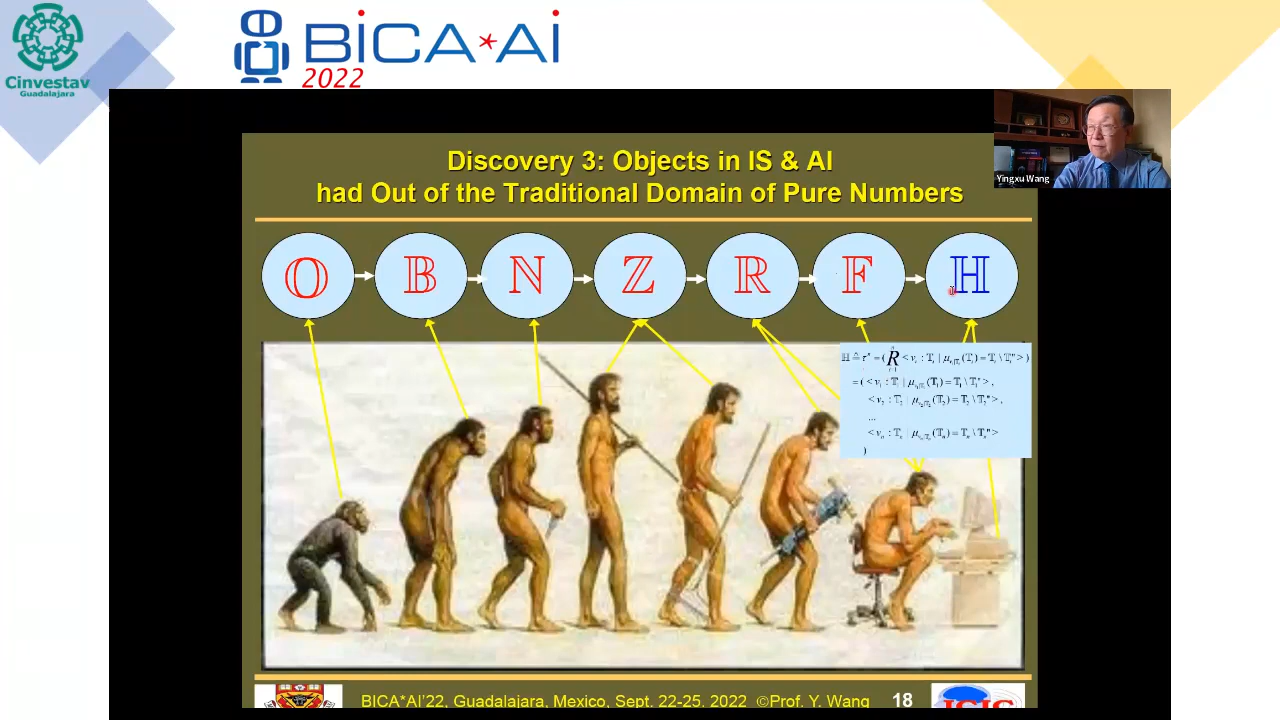 Cinvestav
Guadalajara
BiCA*Ai
2022
Yingxu Wang
Discovery 3: Objects in IS & AI
had Out of the Traditional Domain of Pure Numbers
𝕆 𝔹 ℕ ℤ ℝ 𝔽 ℍ
...
BICA*AI'22, Guadalajara, Mexico, Sept. 22-25, 2022 ©Prof. Y. Wang 18